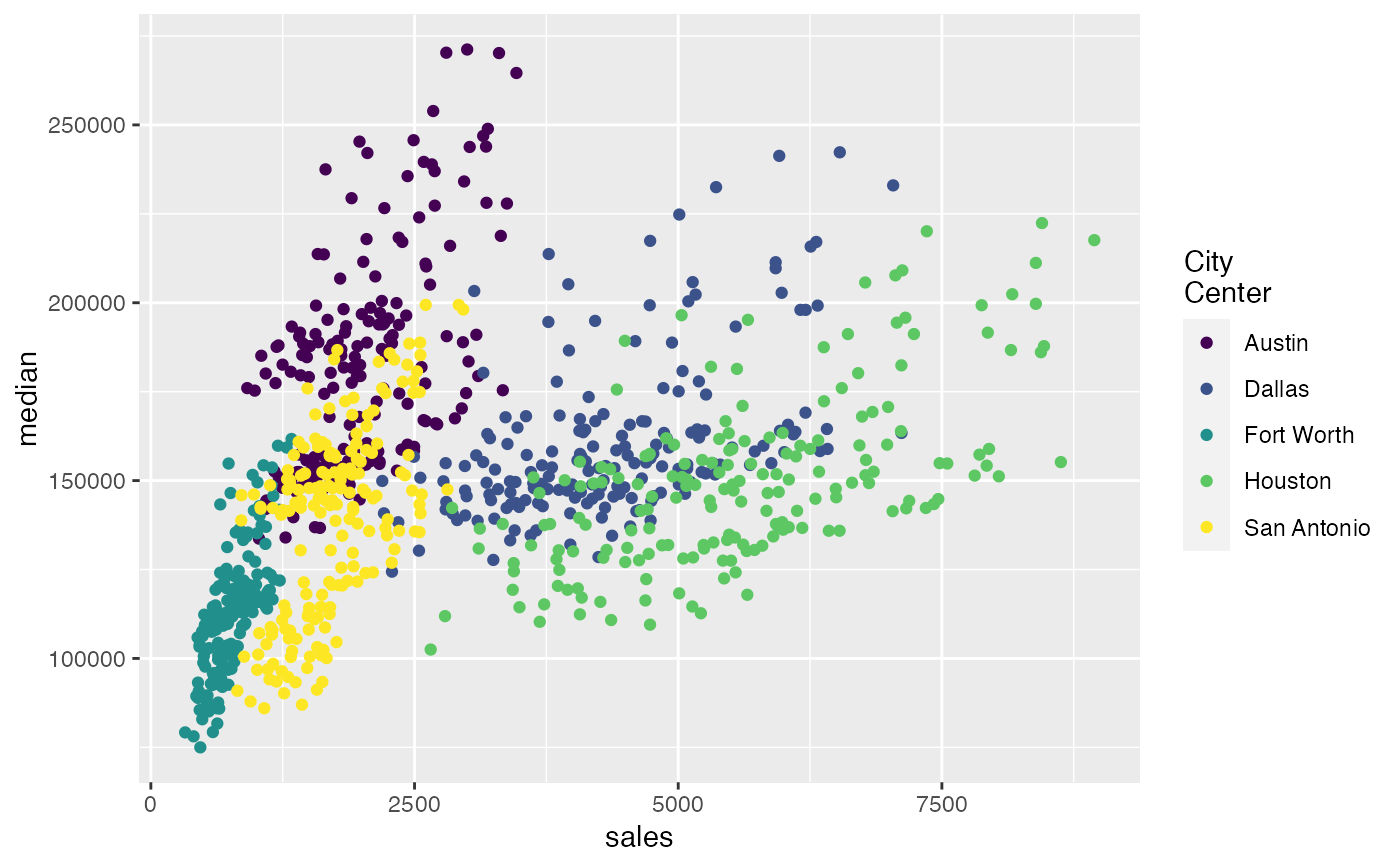 median
250000
200000
150000
100000
0
2500
5000
7500
sales
City
Center
Austin
Dallas
Fort Worth
Houston
San Antonio